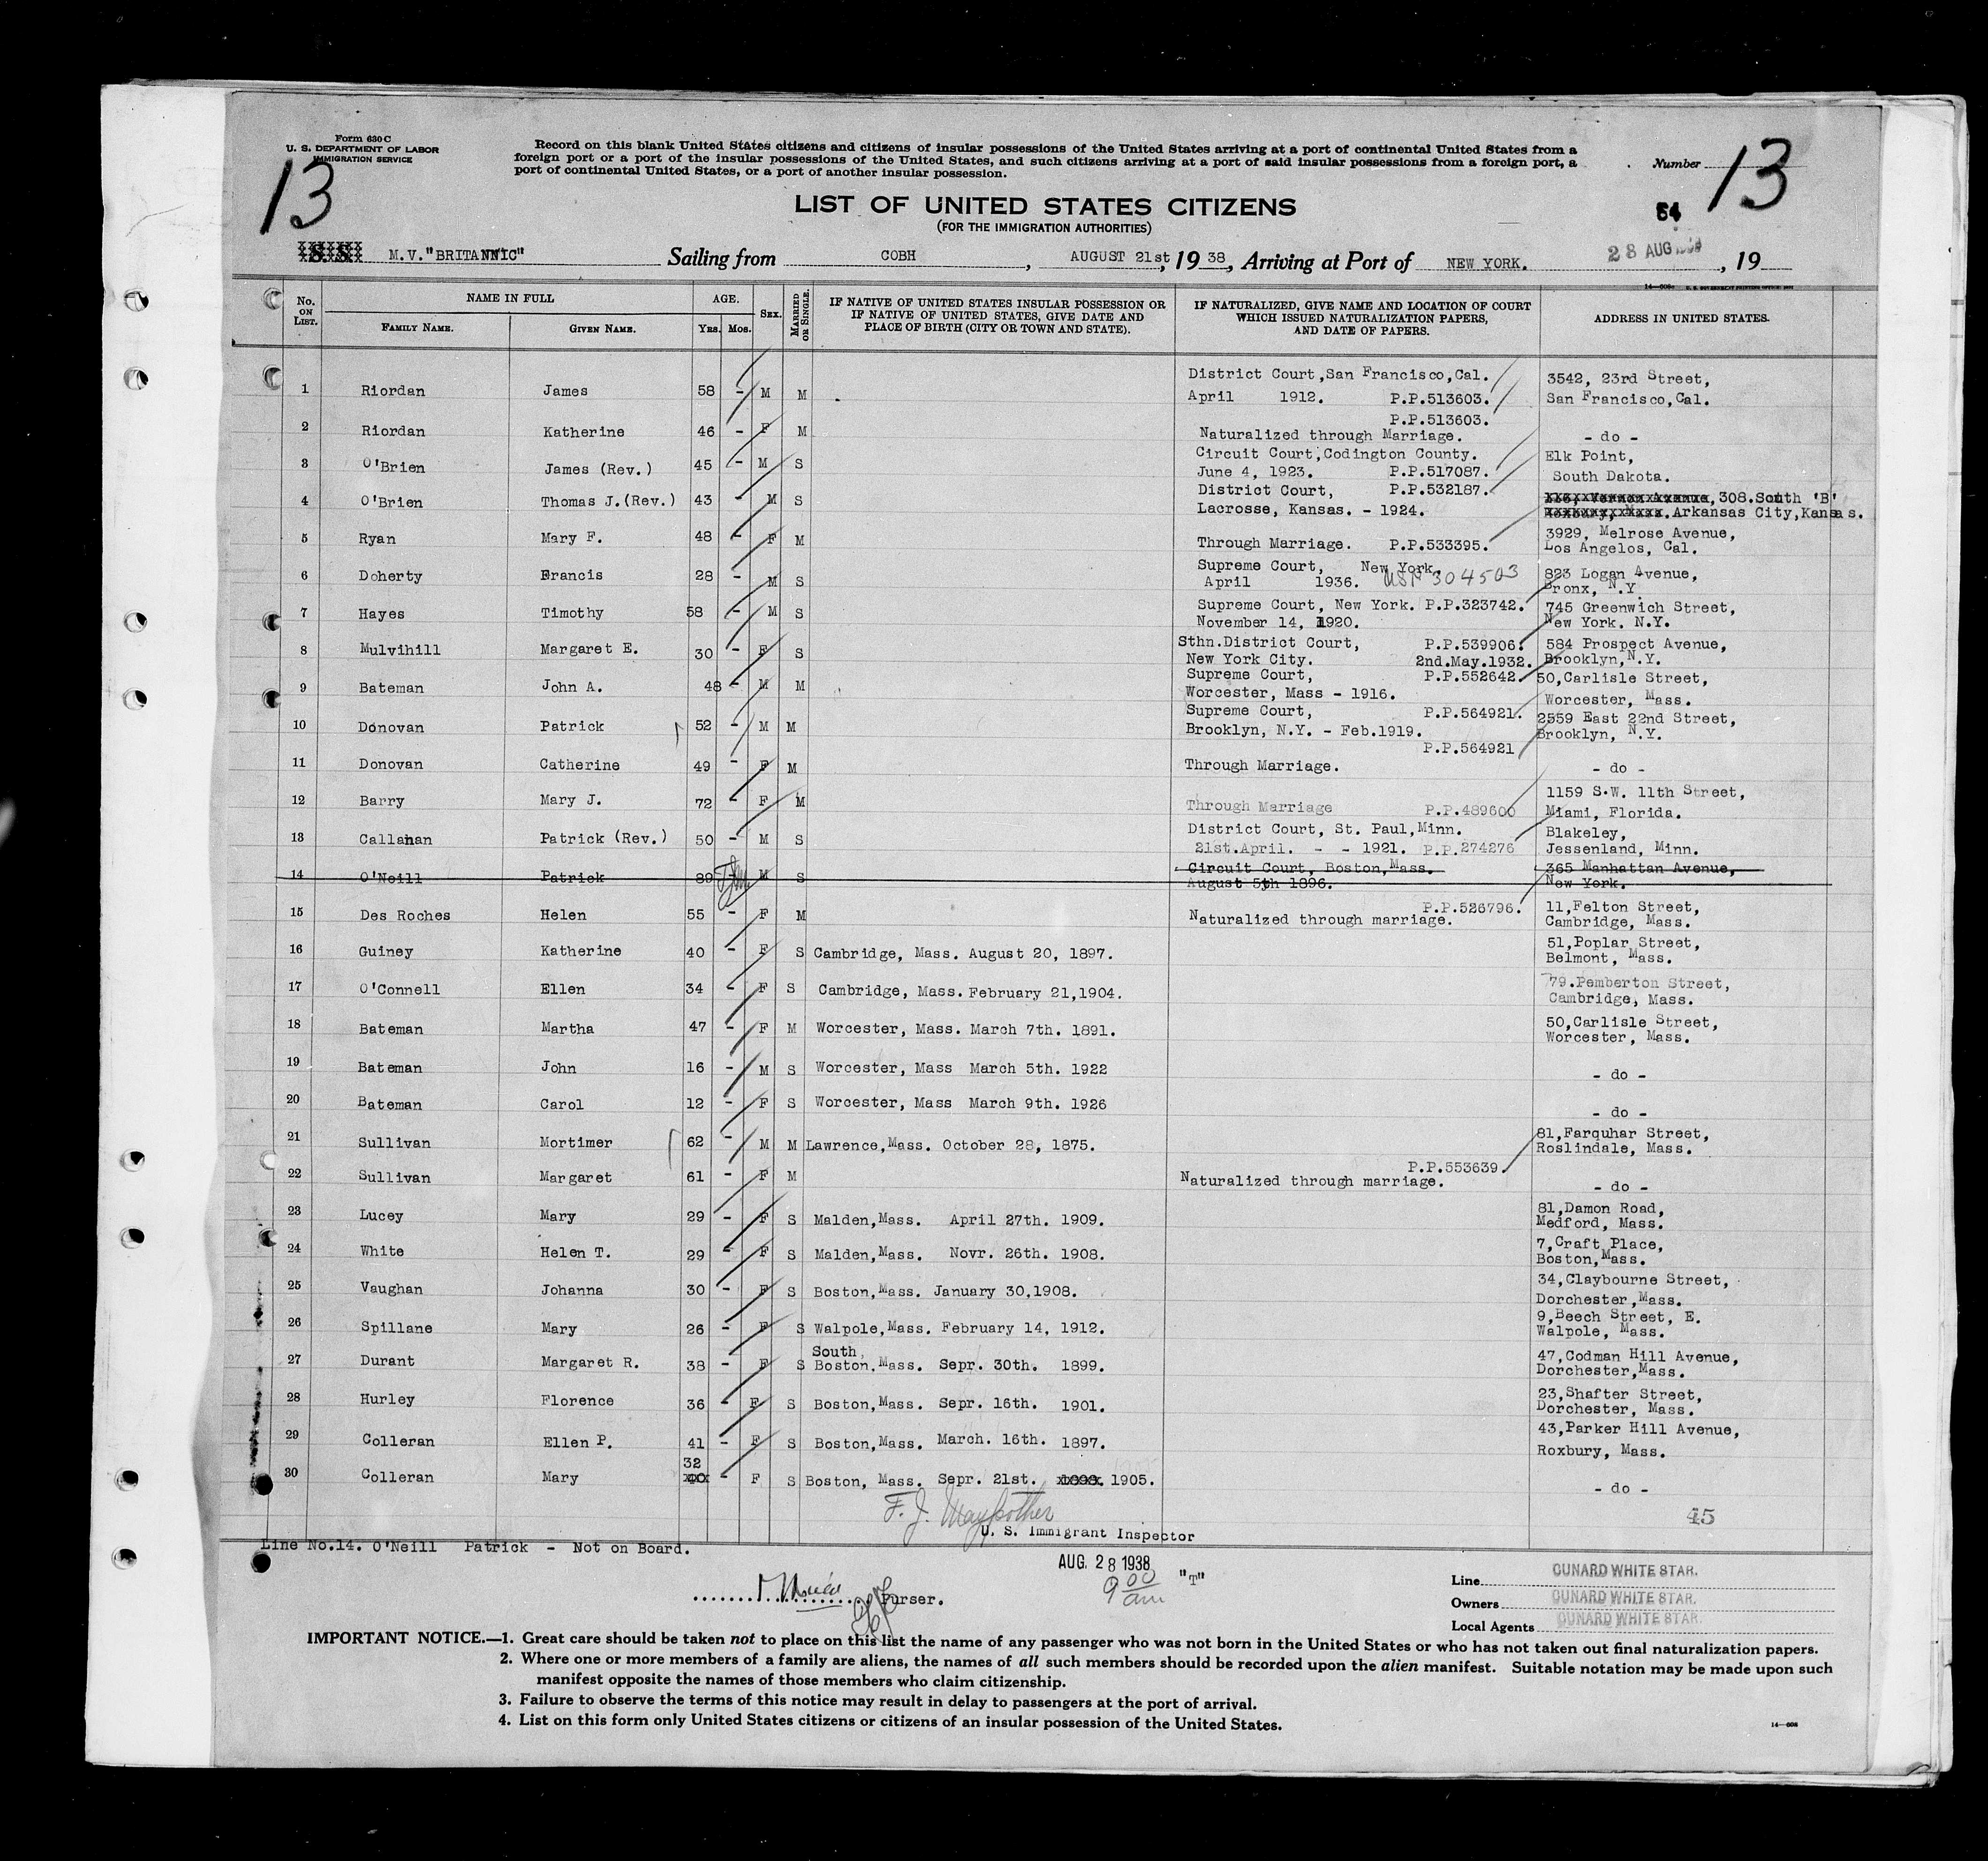 Form 630 C
U. S. DEPARTMENT OF LABOR
IMMIGRATION SERVICE
13
Record on this blank United States citizens and citizens of insular possessions of the United States arriving at a port of continental United States from a
foreign port or a port of the insular possessions of the United States, and such citizens arriving at a port of said insular possessions from a foreign port, a
port of continental United States, or a port of another insular possession.
Number 13
LIST OF UNITED STATES CITIZENS
(FOR THE IMMIGRATION AUTHORITIES)
54
S. S. M.V."BRITANNIC" Sailing from COBH, AUGUST 21st, 1938, Arriving at Port of NEW YORK. 28 AUG 1938, 19
No. ON LIST. NAME IN FULL AGE. SEX. MARRIED OR SINGLE. IF NATIVE OF UNITED STATES INSULAR POSSESSION OR IF NATIVE OF UNITED STATES, GIVE DATE AND PLACE OF BIRTH (CITY OR TOWN AND STATE). IF NATURALIZED, GIVE NAME AND LOCATION OF COURT WHICH ISSUED NATURALIZATION PAPERS, AND DATE OF PAPERS. ADDRESS IN UNITED STATES.
FAMILY NAME. GIVEN NAME. YRS. MOS.
1 Riordan James 58 - M M District Court,San Francisco,Cal. April 1912. P.P.513603. 3542, 23rd Street, San Francisco,Cal.
2 Riordan Katherine 46 - F M P.P.513603. Naturalized through Marriage. - do -
3 O'Brien James (Rev.) 45 - M S Circuit Court,Codington County. June 4, 1923. P.P.517087. Elk Point, South Dakota.
4 O'Brien Thomas J.(Rev.) 43 - M S District Court, P.P.532187. Lacrosse, Kansas. - 1924. 308.South 'B' Arkansas City,Kansas.
5 Ryan Mary F. 48 - F M Through Marriage. P.P.533395. 3929, Melrose Avenue, Los Angelos, Cal.
6 Doherty Francis 28 - M S Supreme Court, New York. April 1936. 304503 823 Logan Avenue, Bronx, N.Y.
7 Hayes Timothy 58 - M S Supreme Court, New York. P.P.323742. November 14, 1920. 745 Greenwich Street, New York. N.Y.
8 Mulvihill Margaret E. 30 - F S Sthn.District Court, P.P.539906. New York City. 2nd.May.1932. 584 Prospect Avenue, Brooklyn,N.Y.
9 Bateman John A. 48 - M M Supreme Court, P.P.552642. Worcester, Mass - 1916. 50,Carlisle Street, Worcester, Mass.
10 Donovan Patrick 52 - M M Supreme Court, P.P.564921. Brooklyn, N.Y. - Feb.1919. 2559 East 22nd Street, Brooklyn, N.Y.
11 Donovan Catherine 49 - F M P.P.564921 Through Marriage. - do -
12 Barry Mary J. 72 - F M Through Marriage P.P.489600 1159 S.W. 11th Street, Miami, Florida.
13 Callahan Patrick (Rev.) 50 - M S District Court, St. Paul,Minn. 21st.April. - - 1921. P.P.274276 Blakeley, Jessenland, Minn.
14 O'Neill Patrick 39 M S Circuit Court, Boston,Mass. August 5th 1896. 365 Manhattan Avenue, New York.
15 Des Roches Helen 55 - F M P.P.526796. Naturalized through marriage. 11,Felton Street, Cambridge, Mass.
16 Guiney Katherine 40 - F S Cambridge, Mass. August 20, 1897. 51,Poplar Street, Belmont, Mass.
17 O'Connell Ellen 34 - F S Cambridge, Mass. February 21,1904. 79.Pemberton Street, Cambridge, Mass.
18 Bateman Martha 47 - F M Worcester, Mass. March 7th. 1891. 50,Carlisle Street, Worcester, Mass.
19 Bateman John 16 - M S Worcester, Mass March 5th. 1922 - do -
20 Bateman Carol 12 - F S Worcester, Mass March 9th. 1926 - do -
21 Sullivan Mortimer 62 - M M Lawrence,Mass. October 28, 1875. 81,Farquhar Street, Roslindale, Mass.
22 Sullivan Margaret 61 - F M P.P.553639. Naturalized through marriage. - do -
23 Lucey Mary 29 - F S Malden,Mass. April 27th. 1909. 81,Damon Road, Medford, Mass.
24 White Helen T. 29 - F S Malden,Mass. Novr. 26th. 1908. 7,Craft Place, Boston,Mass.
25 Vaughan Johanna 30 - F S Boston,Mass. January 30,1908. 34,Claybourne Street, Dorchester,Mass.
26 Spillane Mary 26 - F S Walpole,Mass. February 14, 1912. 9,Beech Street, E. Walpole, Mass.
27 Durant Margaret R. 38 - F S South Boston,Mass. Sepr. 30th. 1899. 47,Codman Hill Avenue, Dorchester,Mass.
28 Hurley Florence 36 - F S Boston,Mass. Sepr. 16th. 1901. 23,Shafter Street, Dorchester, Mass.
29 Colleran Ellen P. 41 - F S Boston,Mass. March. 16th. 1897. 43,Parker Hill Avenue, Roxbury, Mass.
30 Colleran Mary 32 40 - F S Boston, Mass. Sepr. 21st. 1898. 1905. - do -
45
F. J. Maypother
U. S. Immigrant Inspector
Line No.14. O'Neill Patrick - Not on Board.
AUG. 28 1938
9 00 am "T"
Purser.
Line CUNARD WHITE STAR.
Owners CUNARD WHITE STAR.
Local Agents CUNARD WHITE STAR.
IMPORTANT NOTICE.—1. Great care should be taken not to place on this list the name of any passenger who was not born in the United States or who has not taken out final naturalization papers.
2. Where one or more members of a family are aliens, the names of all such members should be recorded upon the alien manifest. Suitable notation may be made upon such
manifest opposite the names of those members who claim citizenship.
3. Failure to observe the terms of this notice may result in delay to passengers at the port of arrival.
4. List on this form only United States citizens or citizens of an insular possession of the United States.
14—608